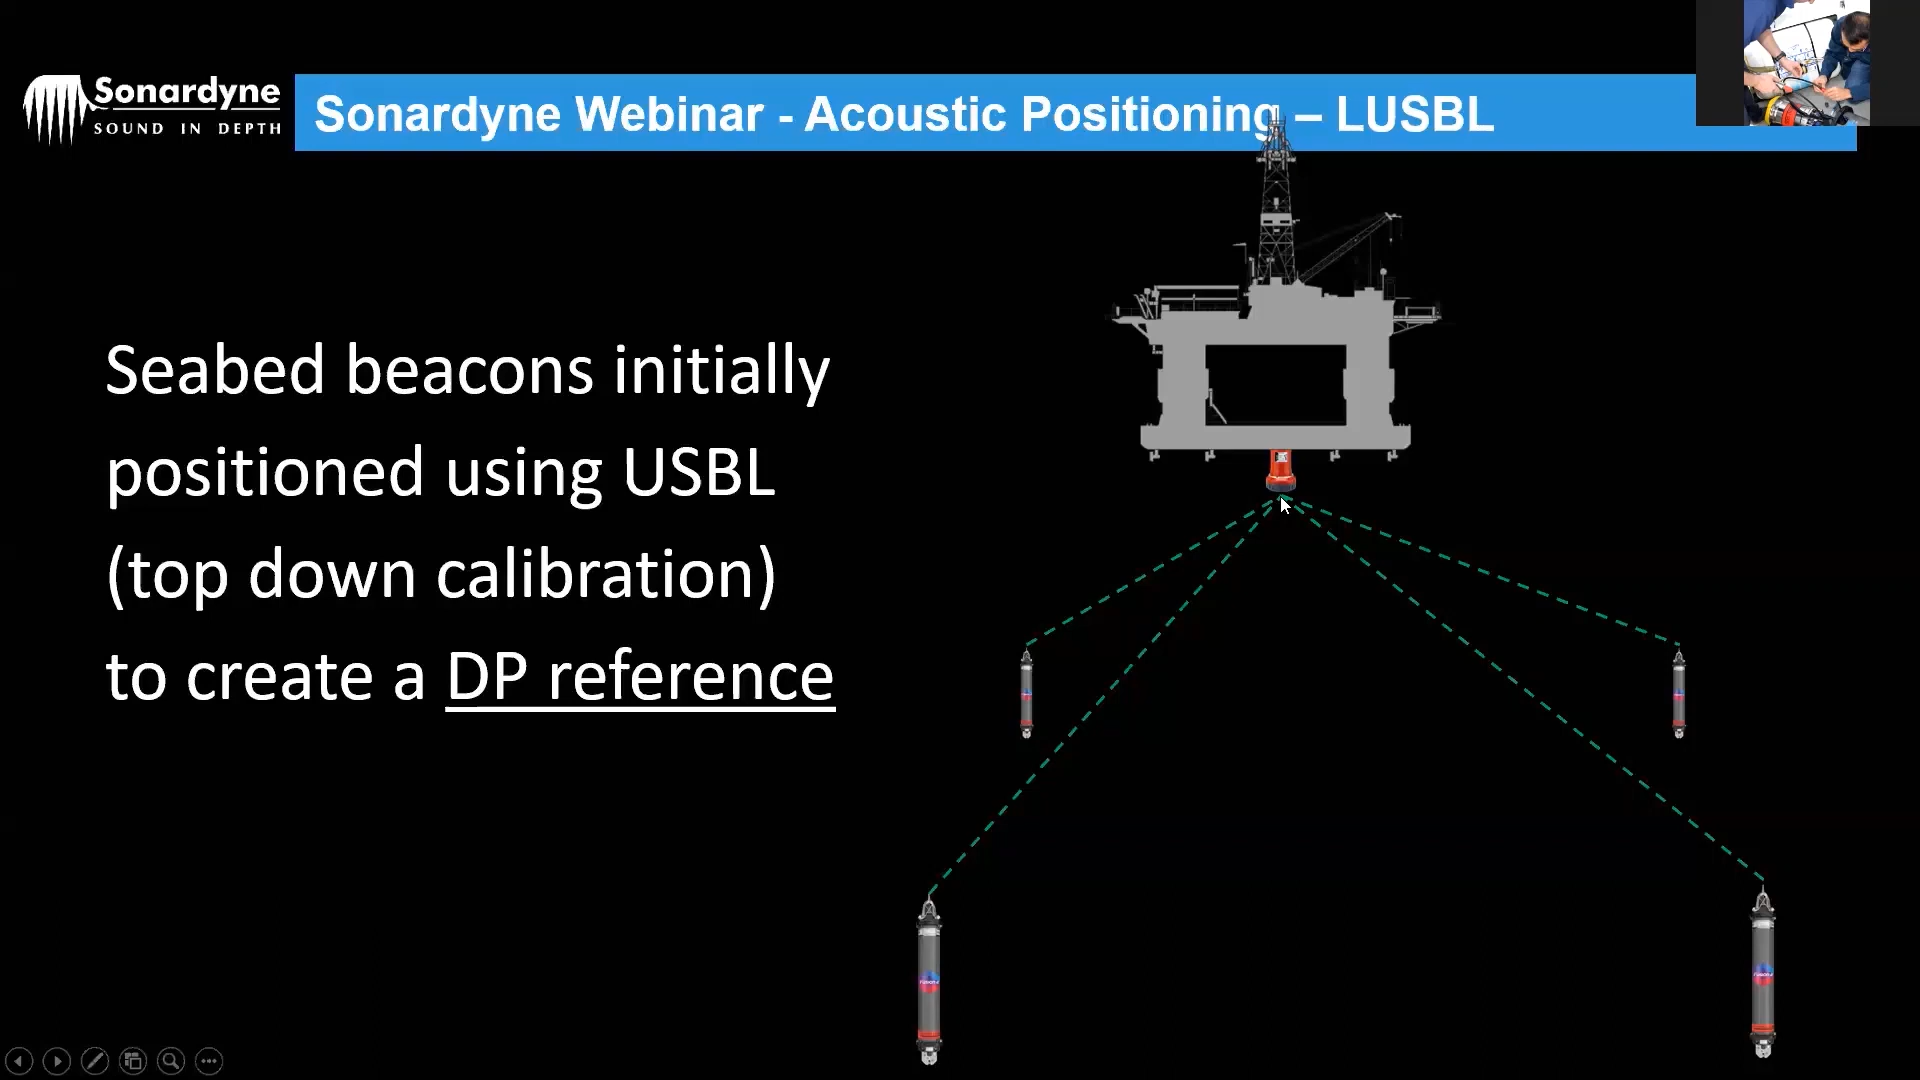 Sonardyne
SOUND IN DEPTH
Sonardyne Webinar - Acoustic Positioning – LUSBL
Seabed beacons initially
positioned using USBL
(top down calibration)
to create a DP reference